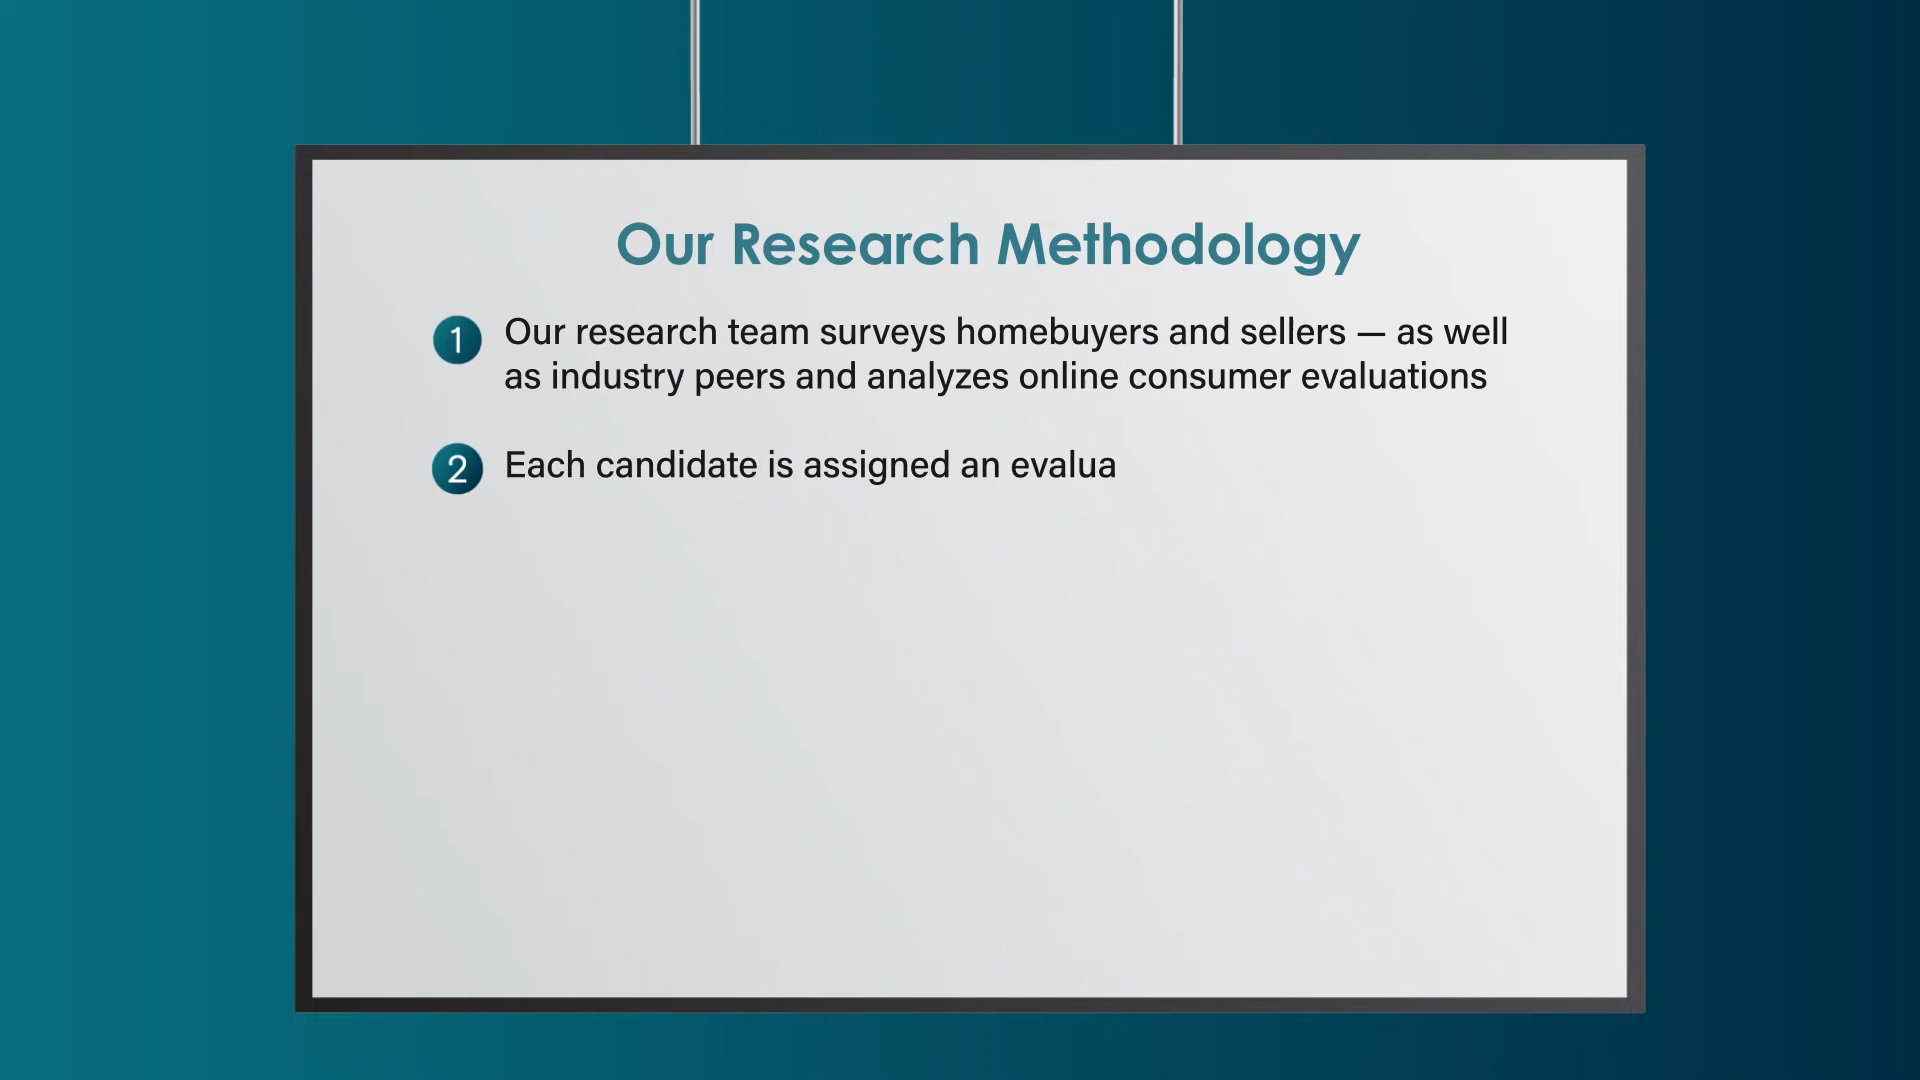 Our Research Methodology
1 Our research team surveys homebuyers and sellers — as well
as industry peers and analyzes online consumer evaluations
2 Each candidate is assigned an evalua